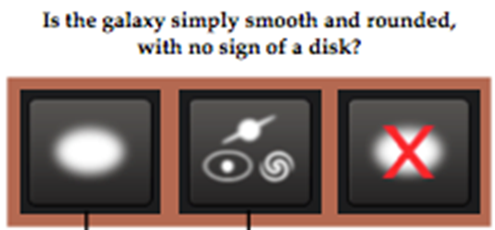 Is the galaxy simply smooth and rounded,
with no sign of a disk?